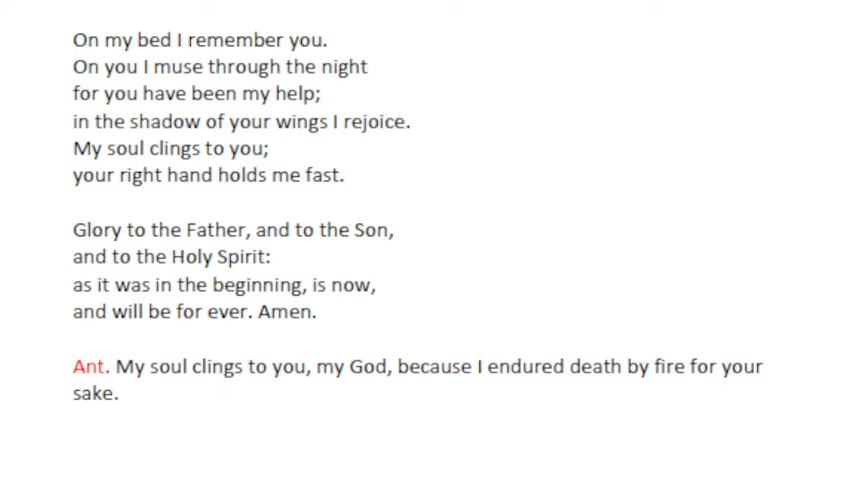 On my bed I remember you.
On you I muse through the night
for you have been my help;
in the shadow of your wings I rejoice.
My soul clings to you;
your right hand holds me fast.
Glory to the Father, and to the Son,
and to the Holy Spirit:
as it was in the beginning, is now,
and will be for ever. Amen.
Ant. My soul clings to you, my God, because I endured death by fire for your
sake.